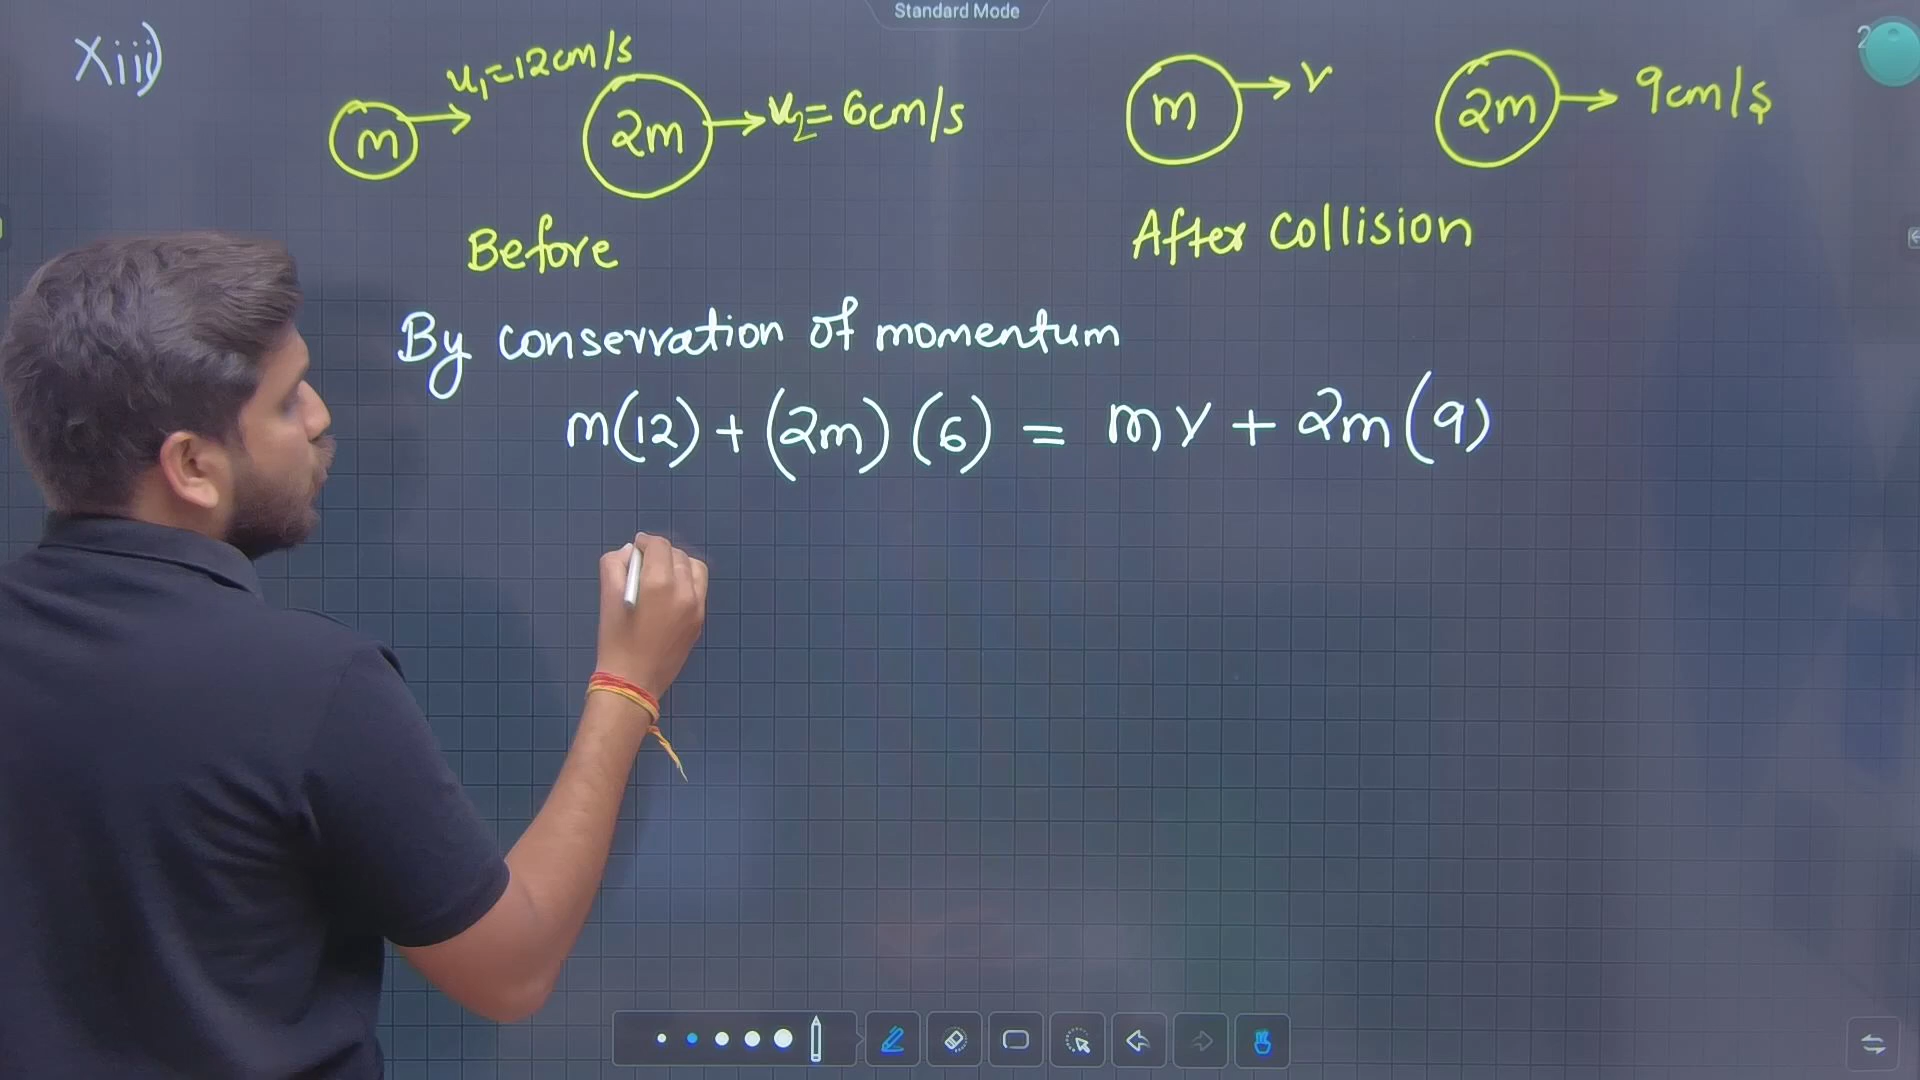 Standard Mode
Xiii)
m u₁=12cm/s 2m u₂= 6cm/s
m v 2m 9cm/s
Before
After Collision
By conservation of momentum
m(12) + (2m) (6) = mv + 2m(9)